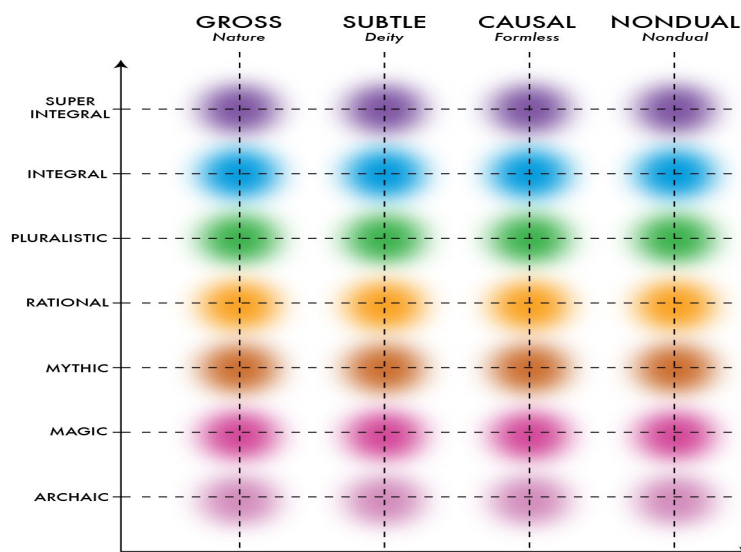 GROSS SUBTLE CAUSAL NONDUAL
Nature Deity Formless Nondual
SUPER
INTEGRAL
INTEGRAL
PLURALISTIC
RATIONAL
MYTHIC
MAGIC
ARCHAIC